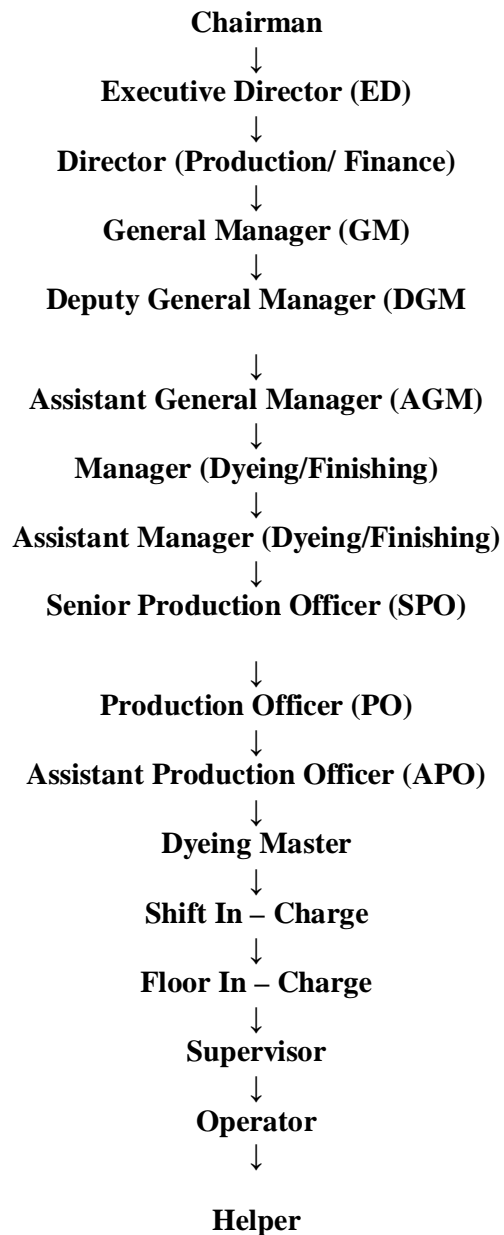 Chairman
↓
Executive Director (ED)
↓
Director (Production/ Finance)
↓
General Manager (GM)
↓
Deputy General Manager (DGM
↓
Assistant General Manager (AGM)
↓
Manager (Dyeing/Finishing)
↓
Assistant Manager (Dyeing/Finishing)
↓
Senior Production Officer (SPO)
↓
Production Officer (PO)
↓
Assistant Production Officer (APO)
↓
Dyeing Master
↓
Shift In – Charge
↓
Floor In – Charge
↓
Supervisor
↓
Operator
↓
Helper